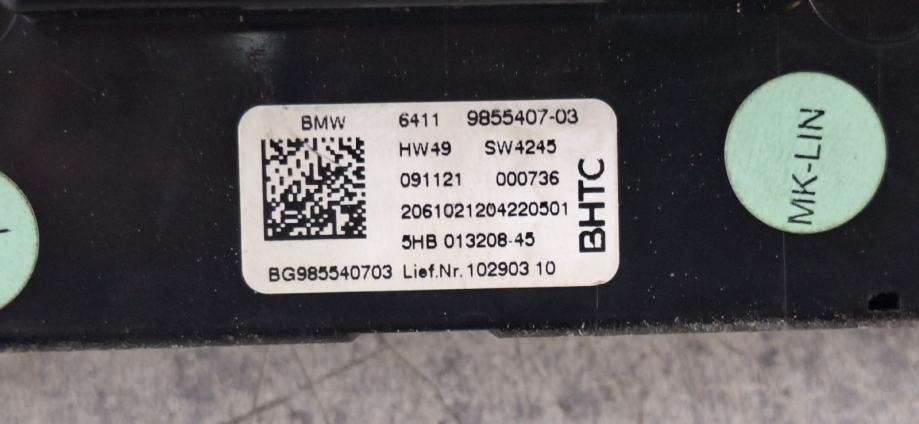 BMW 6411 9855407-03
HW49 SW4245
091121 000736
2061021204220501
5HB 013208-45
BG985540703 Lief.Nr. 102903 10
BHTC
MK-LIN